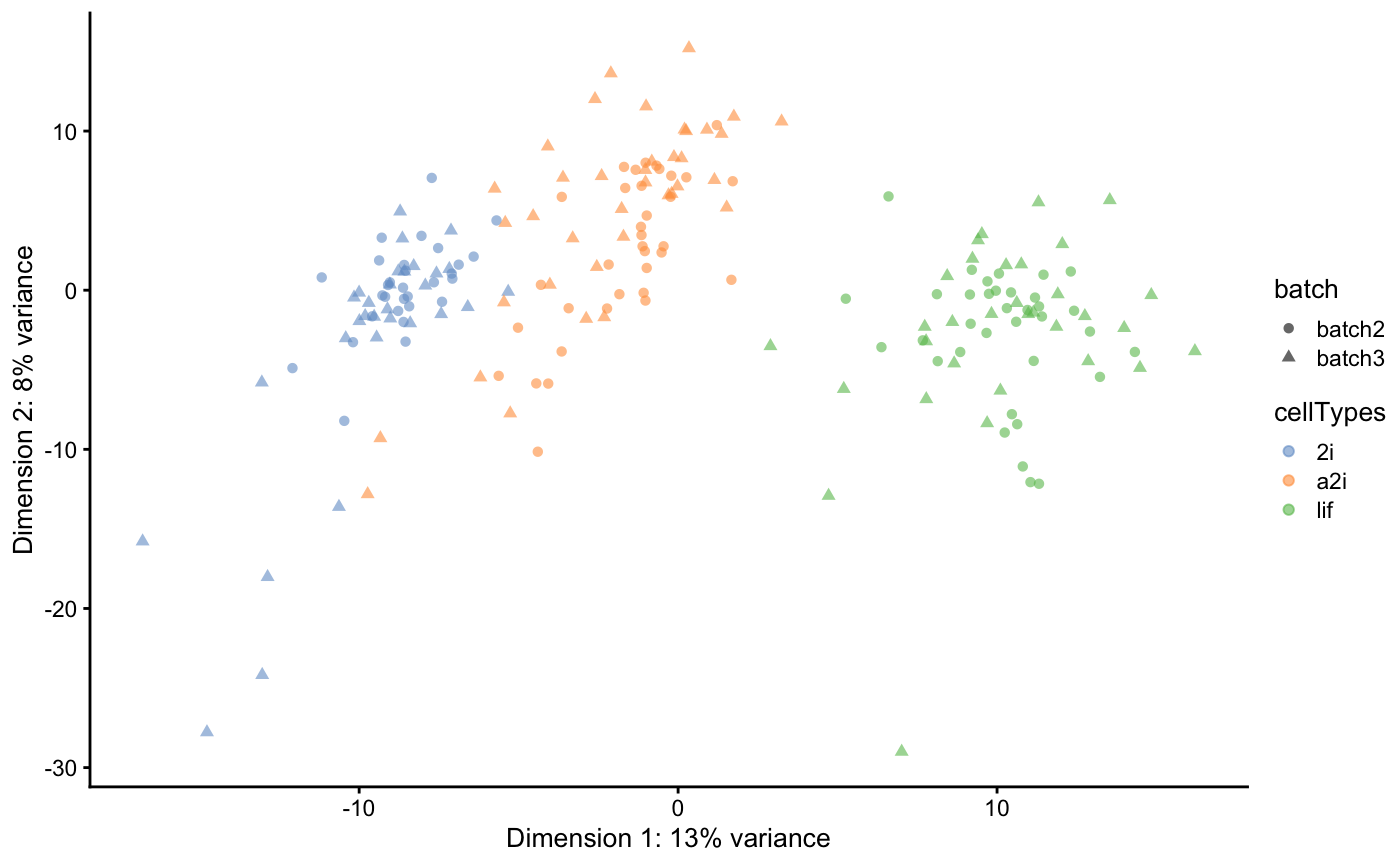 Dimension 2: 8% variance
10
0
-10
-20
-30
-10
0
10
Dimension 1: 13% variance
batch
batch2
batch3
cellTypes
2i
a2i
lif